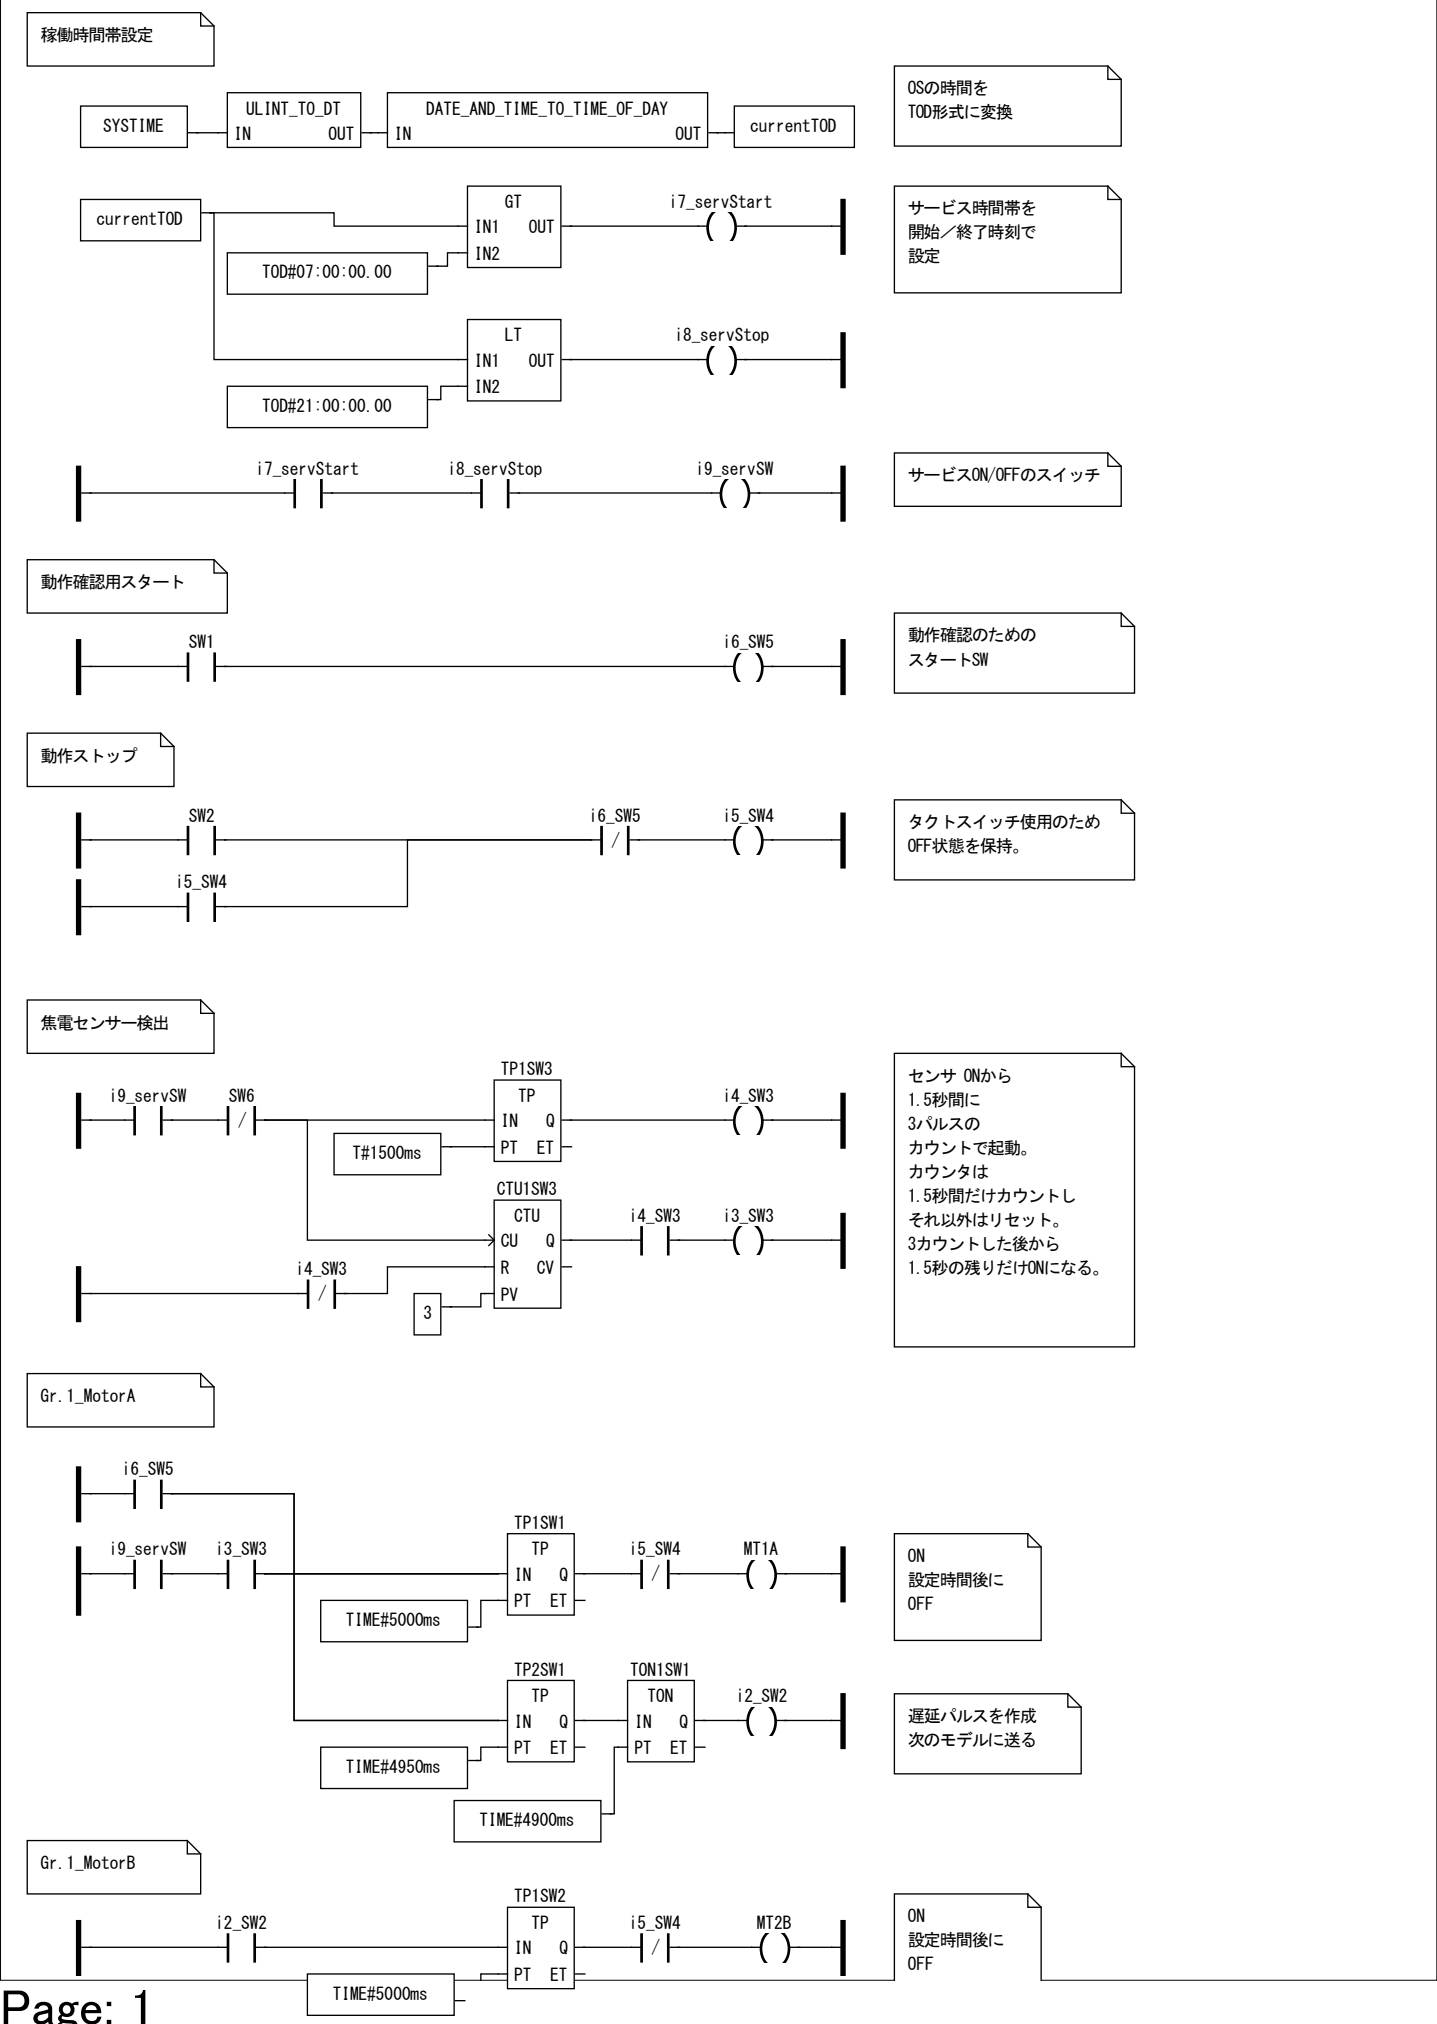 稼働時間帯設定
SYSTIME
ULINT_TO_DT
IN OUT
DATE_AND_TIME_TO_TIME_OF_DAY
IN OUT
currentTOD
OSの時間を
TOD形式に変換
currentTOD
GT
IN1 OUT
IN2
TOD#07:00:00.00
i7_servStart
サービス時間帯を
開始／終了時刻で
設定
LT
IN1 OUT
IN2
TOD#21:00:00.00
i8_servStop
i7_servStart
i8_servStop
i9_servSW
サービスON/OFFのスイッチ
動作確認用スタート
SW1
i6_SW5
動作確認のための
スタートSW
動作ストップ
SW2
i6_SW5
i5_SW4
i5_SW4
タクトスイッチ使用のため
OFF状態を保持。
焦電センサー検出
i9_servSW
SW6
TP1SW3
TP
IN Q
PT ET
T#1500ms
i4_SW3
CTU1SW3
CTU
CU Q
R CV
PV
i4_SW3
i3_SW3
i4_SW3
3
センサ ONから
1.5秒間に
3パルスの
カウントで起動。
カウンタは
1.5秒間だけカウントし
それ以外はリセット。
3カウントした後から
1.5秒の残りだけONになる。
Gr.1_MotorA
i6_SW5
i9_servSW
i3_SW3
TP1SW1
TP
IN Q
PT ET
TIME#5000ms
i5_SW4
MT1A
ON
設定時間後に
OFF
TP2SW1
TP
IN Q
PT ET
TIME#4950ms
TON1SW1
TON
IN Q
PT ET
TIME#4900ms
i2_SW2
遅延パルスを作成
次のモデルに送る
Gr.1_MotorB
i2_SW2
TP1SW2
TP
IN Q
PT ET
TIME#5000ms
i5_SW4
MT2B
ON
設定時間後に
OFF
Page: 1